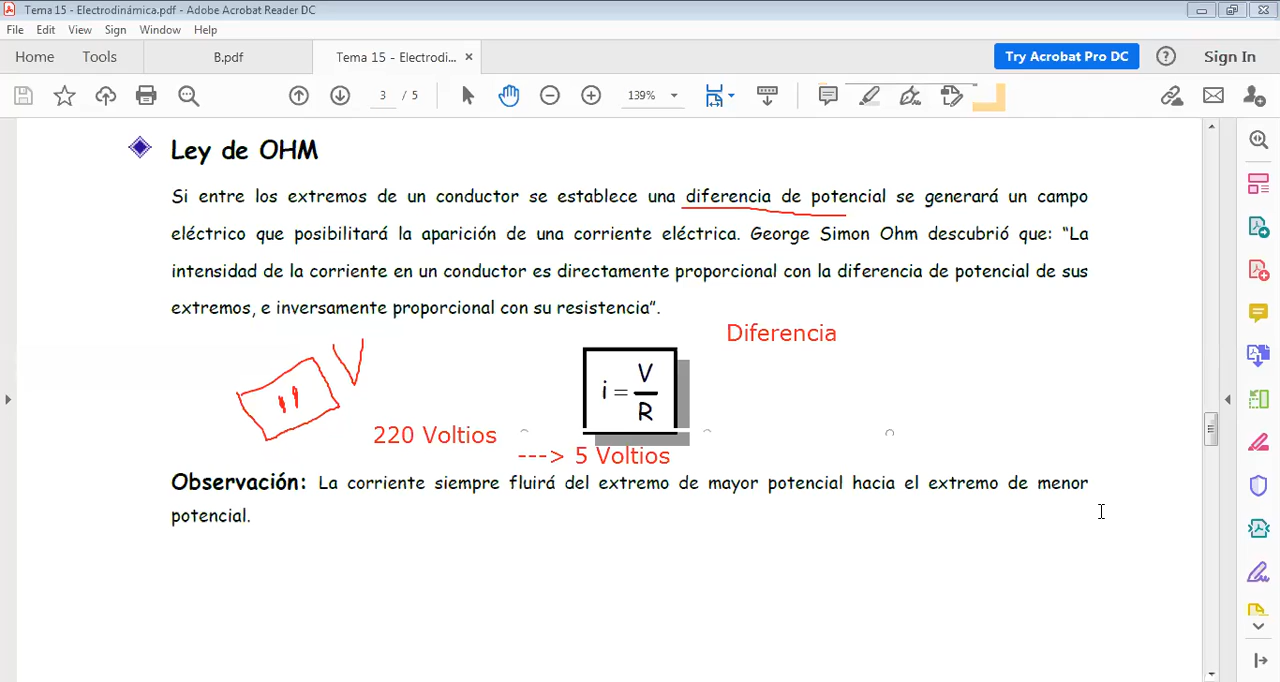 Tema 15 - Electrodinámica.pdf - Adobe Acrobat Reader DC
File Edit View Sign Window Help
Home Tools B.pdf Tema 15 - Electrodi... × Try Acrobat Pro DC Sign In
3 / 5 139%
Ley de OHM
Si entre los extremos de un conductor se establece una diferencia de potencial se generará un campo
eléctrico que posibilitará la aparición de una corriente eléctrica. George Simon Ohm descubrió que: “La
intensidad de la corriente en un conductor es directamente proporcional con la diferencia de potencial de sus
extremos, e inversamente proporcional con su resistencia”.
Diferencia
V
i = V
R
220 Voltios
---> 5 Voltios
Observación: La corriente siempre fluirá del extremo de mayor potencial hacia el extremo de menor
potencial.